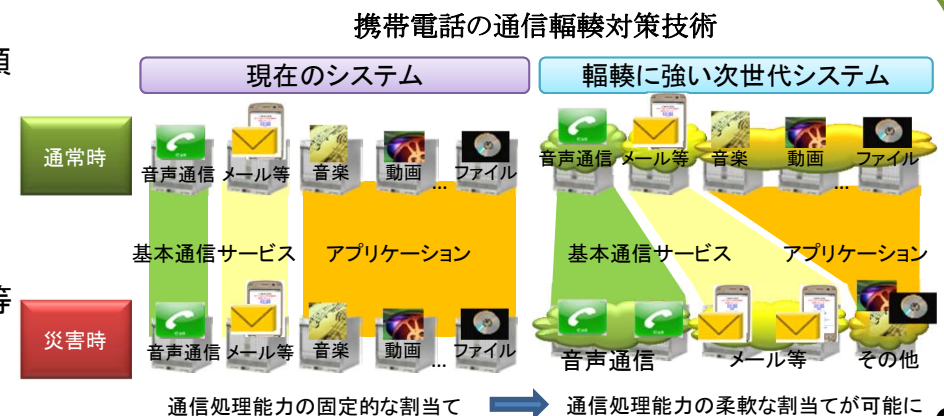 携帯電話の通信輻輳対策技術
現在のシステム
輻輳に強い次世代システム
通常時
音声通信 メール等 音楽 動画 ... ファイル
音声通信 メール等 音楽 動画 ... ファイル
基本通信サービス アプリケーション
基本通信サービス アプリケーション
災害時
音声通信 メール等 音楽 動画 ... ファイル
音声通信 メール等 その他
通信処理能力の固定的な割当て
通信処理能力の柔軟な割当てが可能に